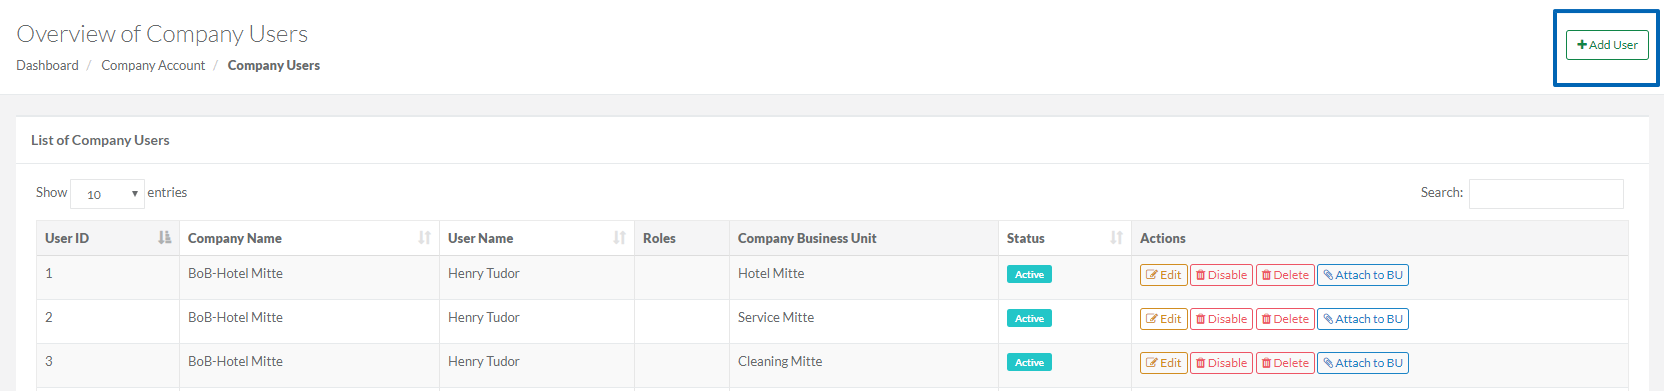 Overview of Company Users
Add User
Dashboard / Company Account / Company Users
List of Company Users
Show 10 entries Search:
User ID Company Name User Name Roles Company Business Unit Status Actions
1 BoB-Hotel Mitte Henry Tudor Hotel Mitte Active Edit Disable Delete Attach to BU
2 BoB-Hotel Mitte Henry Tudor Service Mitte Active Edit Disable Delete Attach to BU
3 BoB-Hotel Mitte Henry Tudor Cleaning Mitte Active Edit Disable Delete Attach to BU